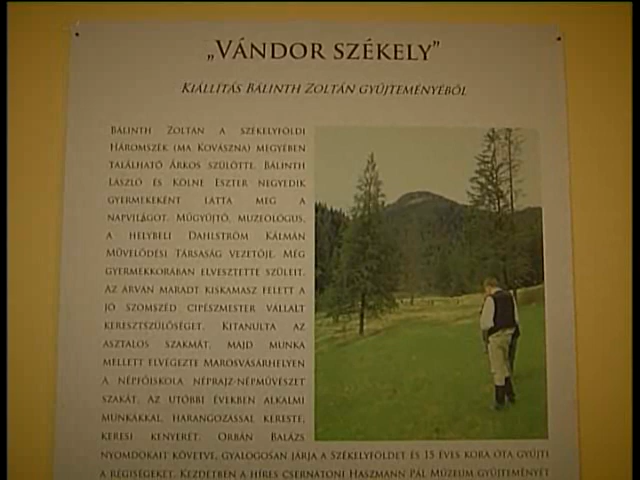 „VÁNDOR SZÉKELY”
KIÁLLÍTÁS BÁLINTH ZOLTÁN GYŰJTEMÉNYÉBŐL
BÁLINTH ZOLTÁN A SZÉKELYFÖLDI
HÁROMSZÉK (MA KOVÁSZNA) MEGYÉBEN
TALÁLHATÓ ÁRKOS SZÜLÖTTE. BÁLINTH
LÁSZLÓ ÉS KÖLNE ESZTER NEGYEDIK
GYERMEKEKÉNT LÁTTA MEG A
NAPVILÁGOT. MŰGYŰJTŐ, MUZEOLÓGUS,
A HELYBELI DAHLSTRÖM KÁLMÁN
MŰVELŐDÉSI TÁRSASÁG VEZETŐJE. MÉG
GYERMEKKORÁBAN ELVESZTETTE SZÜLEIT.
AZ ÁRVÁN MARADT KISKAMASZ FELETT A
JÓ SZOMSZÉD CIPÉSZMESTER VÁLLALT
KERESZTSZÜLŐSÉGET. KITANULTA AZ
ASZTALOS SZAKMÁT, MAJD MUNKA
MELLETT ELVÉGEZTE MAROSVÁSÁRHELYEN
A NÉPFŐISKOLA NÉPRAJZ-NÉPMŰVÉSZET
SZAKÁT. AZ UTÓBBI ÉVEKBEN ALKALMI
MUNKÁKKAL, HARANGOZÁSSAL KERESTE,
KERESI KENYERÉT. ORBÁN BALÁZS
NYOMDOKAIT KÖVETVE, GYALOGOSAN JÁRJA A SZÉKELYFÖLDET ÉS 15 ÉVES KORA ÓTA GYŰJTI
A RÉGISÉGEKET. KEZDETBEN A HÍRES CSERNÁTONI HASZMANN PÁL MÚZEUM GYŰJTEMÉNYÉT